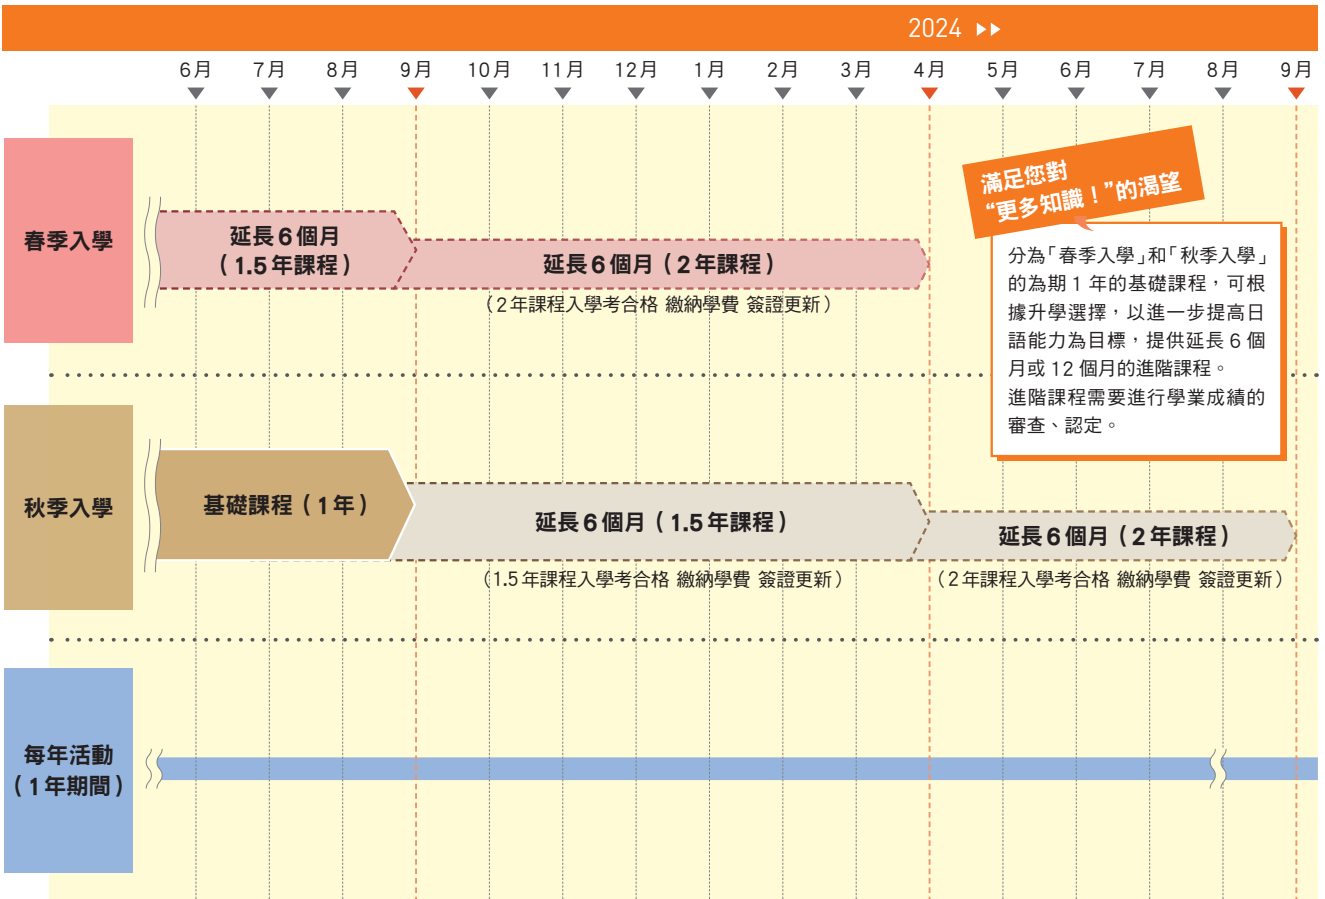 2024
6月 7月 8月 9月 10月 11月 12月 1月 2月 3月 4月 5月 6月 7月 8月 9月
滿足您對
“更多知識！”的渴望
分為「春季入學」和「秋季入學」
的為期 1 年的基礎課程，可根
據升學選擇，以進一步提高日
語能力為目標，提供延長 6 個
月或 12 個月的進階課程。
進階課程需要進行學業成績的
審查、認定。
春季入學
延長 6 個月
（1.5 年課程）
延長 6 個月（2 年課程）
（2 年課程入學考合格 繳納學費 簽證更新）
秋季入學
基礎課程（1 年）
延長 6 個月（1.5 年課程）
（1.5 年課程入學考合格 繳納學費 簽證更新）
延長 6 個月（2 年課程）
（2 年課程入學考合格 繳納學費 簽證更新）
每年活動
（1 年期間）